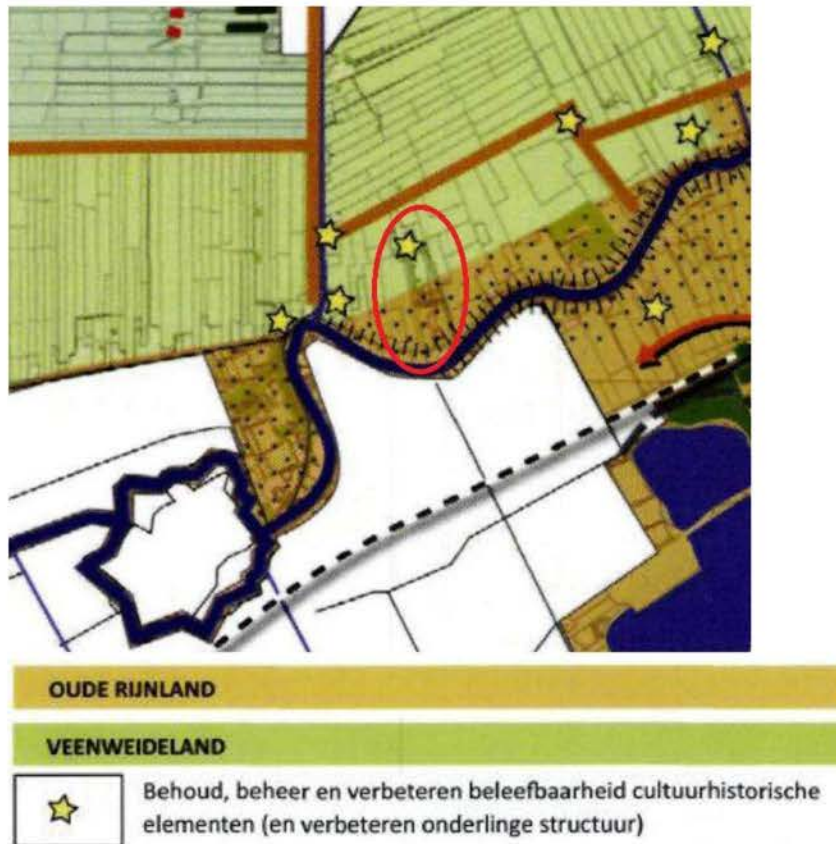 OUDE RIJNLAND
VEENWEIDELAND
Behoud, beheer en verbeteren beleefbaarheid cultuurhistorische
elementen (en verbeteren onderlinge structuur)